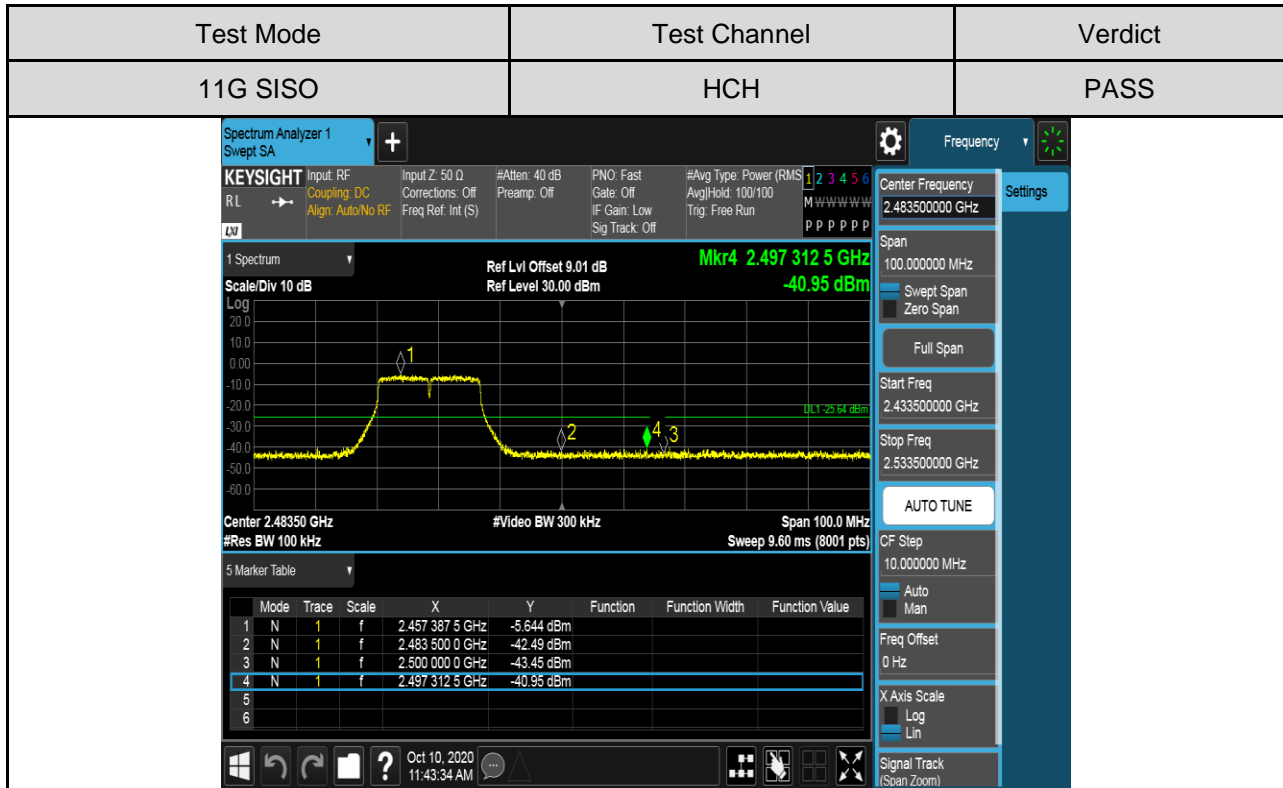 Test Mode Test Channel Verdict
11G SISO HCH PASS
Spectrum Analyzer 1
Swept SA
+
Frequency
KEYSIGHT
RL
LXI
Input: RF
Coupling: DC
Align: Auto/No RF
Input Z: 50 Ω
Corrections: Off
Freq Ref: Int (S)
#Atten: 40 dB
Preamp: Off
PNO: Fast
Gate: Off
IF Gain: Low
Sig Track: Off
#Avg Type: Power (RMS
Avg|Hold: 100/100
Trig: Free Run
1 2 3 4 5 6
M W W W W W
P P P P P P
1 Spectrum
Scale/Div 10 dB
Ref Lvl Offset 9.01 dB
Ref Level 30.00 dBm
Mkr4 2.497 312 5 GHz
-40.95 dBm
Log
20.0
10.0
0.00
-10.0
-20.0
-30.0
-40.0
-50.0
-60.0
1
DL1 -25.64 dBm
2
4
3
Center 2.48350 GHz #Video BW 300 kHz Span 100.0 MHz
#Res BW 100 kHz Sweep 9.60 ms (8001 pts)
5 Marker Table
Mode Trace Scale X Y Function Function Width Function Value
1 N 1 f 2.457 387 5 GHz -5.644 dBm
2 N 1 f 2.483 500 0 GHz -42.49 dBm
3 N 1 f 2.500 000 0 GHz -43.45 dBm
4 N 1 f 2.497 312 5 GHz -40.95 dBm
5
6
?
Oct 10, 2020
11:43:34 AM
Center Frequency
2.483500000 GHz
Settings
Span
100.000000 MHz
Swept Span
Zero Span
Full Span
Start Freq
2.433500000 GHz
Stop Freq
2.533500000 GHz
AUTO TUNE
CF Step
10.000000 MHz
Auto
Man
Freq Offset
0 Hz
X Axis Scale
Log
Lin
Signal Track
(Span Zoom)